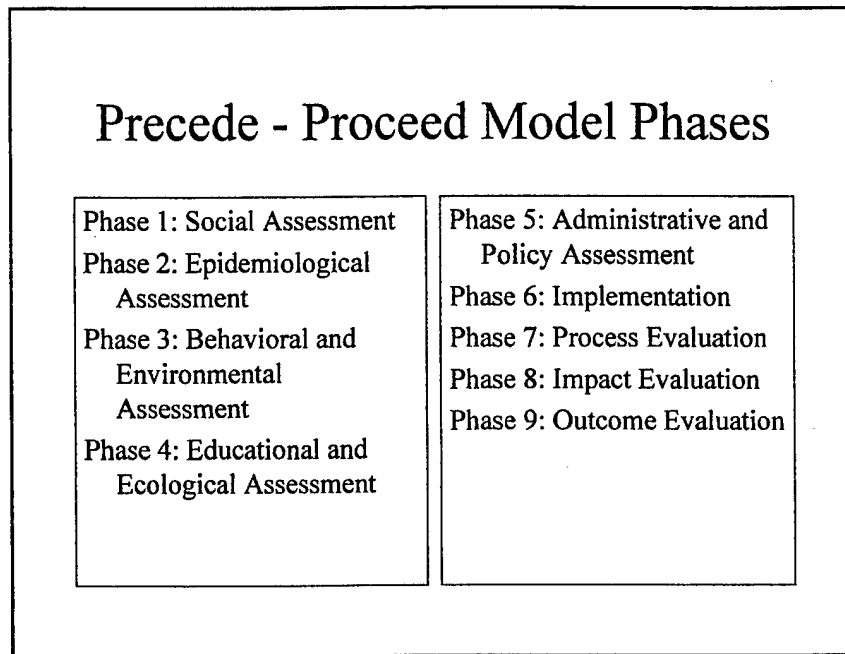 Precede - Proceed Model Phases
Phase 1: Social Assessment
Phase 2: Epidemiological
Assessment
Phase 3: Behavioral and
Environmental
Assessment
Phase 4: Educational and
Ecological Assessment
Phase 5: Administrative and
Policy Assessment
Phase 6: Implementation
Phase 7: Process Evaluation
Phase 8: Impact Evaluation
Phase 9: Outcome Evaluation